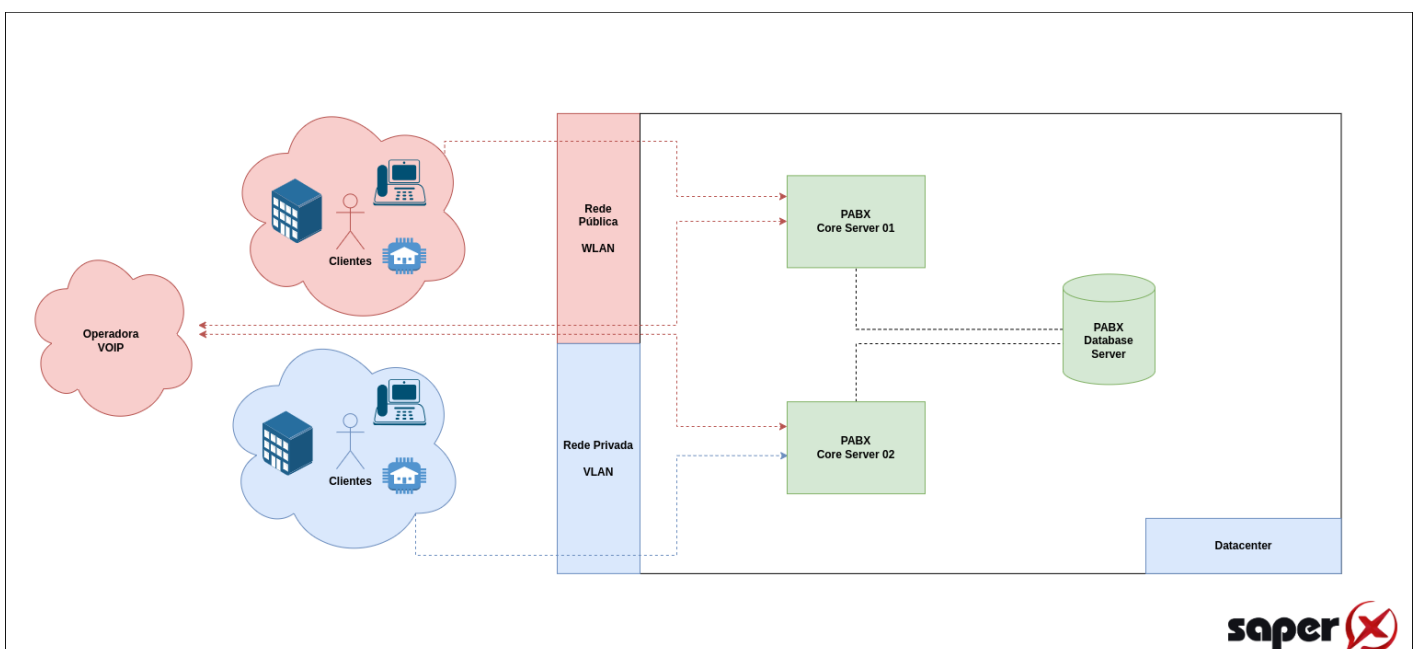 Clientes
Operadora
VOIP
Clientes
Rede
Pública
WLAN
Rede Privada
VLAN
PABX
Core Server 01
PABX
Core Server 02
PABX
Database
Server
Datacenter
saper X